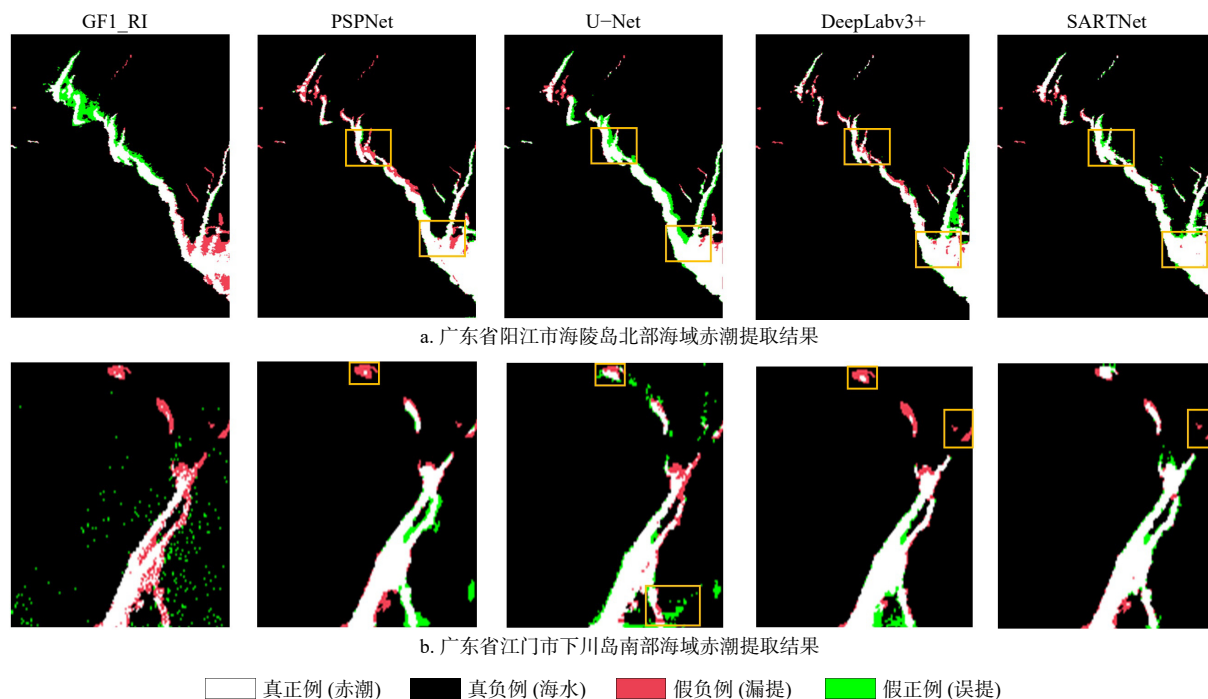 GF1_RI PSPNet U−Net DeepLabv3+ SARTNet
a. 广东省阳江市海陵岛北部海域赤潮提取结果
b. 广东省江门市下川岛南部海域赤潮提取结果
真正例 (赤潮) 真负例 (海水) 假负例 (漏提) 假正例 (误提)